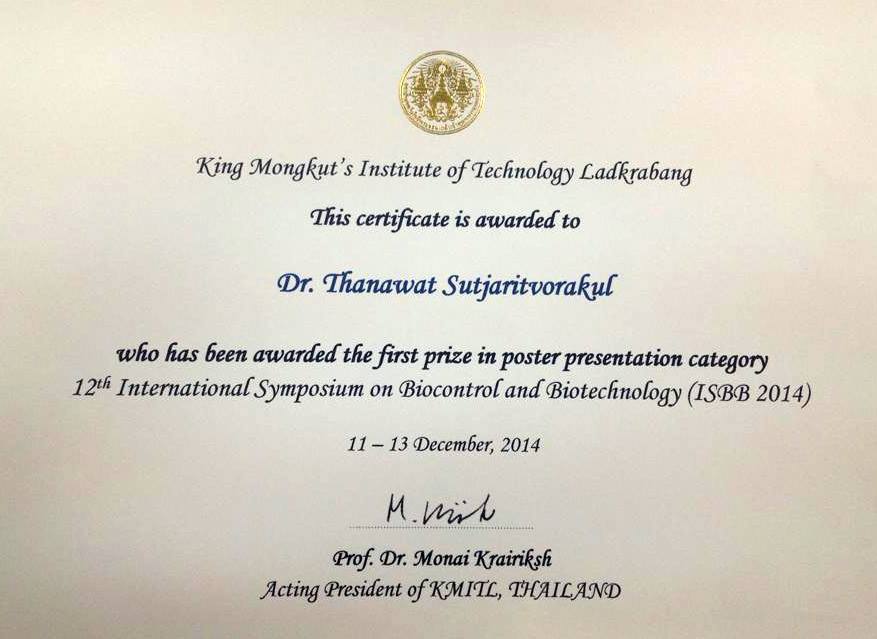 King Mongkut's Institute of Technology Ladkrabang
This certificate is awarded to
Dr. Thanawat Sutjaritvorakul
who has been awarded the first prize in poster presentation category
12th International Symposium on Biocontrol and Biotechnology (ISBB 2014)
11 – 13 December, 2014
Prof. Dr. Monai Krairiksh
Acting President of KMITL, THAILAND